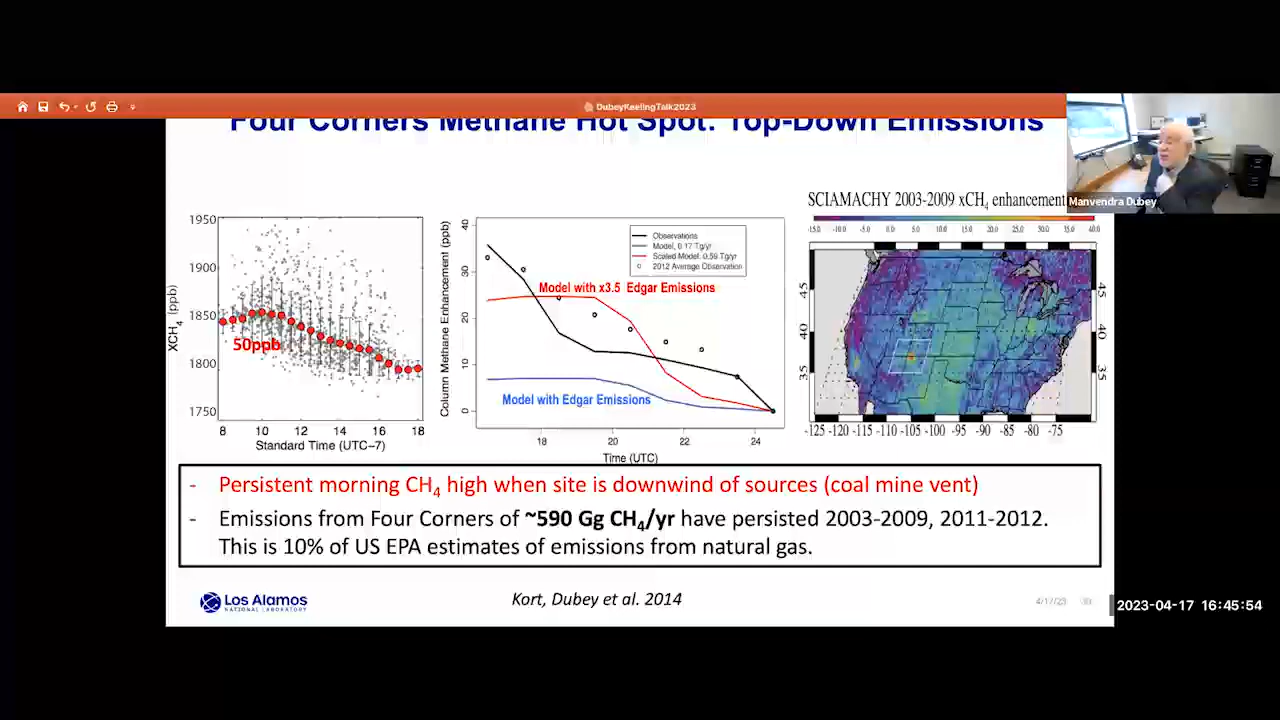 DubeyKeelingTalk2023
Manvendra Dubey
Four Corners Methane Hot Spot: Top-Down Emissions
1950
1900
1850
1800
1750
XCH4 (ppb)
50ppb
8 10 12 14 16 18
Standard Time (UTC-7)
Column Methane Enhancement (ppb)
40
30
20
10
0
Observations
Model, 0.17 Tg/yr
Scaled Model: 0.59 Tg/yr
2012 Average Observation
Model with x3.5 Edgar Emissions
Model with Edgar Emissions
18 20 22 24
Time (UTC)
SCIAMACHY 2003-2009 xCH4 enhancement
-15.0 -10.0 -5.0 0.0 5.0 10.0 15.0 20.0 25.0 30.0 35.0 40.0
45
40
35
45
40
35
-125 -120 -115 -110 -105 -100 -95 -90 -85 -80 -75
- Persistent morning CH4 high when site is downwind of sources (coal mine vent)
- Emissions from Four Corners of ~590 Gg CH4/yr have persisted 2003-2009, 2011-2012.
This is 10% of US EPA estimates of emissions from natural gas.
Los Alamos
NATIONAL LABORATORY
Kort, Dubey et al. 2014
4/17/23
2023-04-17 16:45:54